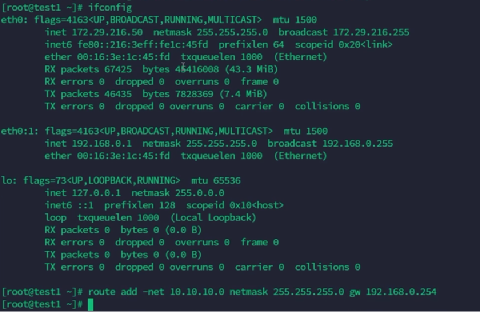 [root@test1 ~]# ifconfig
eth0: flags=4163<UP,BROADCAST,RUNNING,MULTICAST>  mtu 1500
        inet 172.29.216.50  netmask 255.255.255.0  broadcast 172.29.216.255
        inet6 fe80::216:3eff:fe1c:45fd  prefixlen 64  scopeid 0x20<link>
        ether 00:16:3e:1c:45:fd  txqueuelen 1000  (Ethernet)
        RX packets 67425  bytes 45416008 (43.3 MiB)
        RX errors 0  dropped 0  overruns 0  frame 0
        TX packets 46435  bytes 7828369 (7.4 MiB)
        TX errors 0  dropped 0 overruns 0  carrier 0  collisions 0
eth0:1: flags=4163<UP,BROADCAST,RUNNING,MULTICAST>  mtu 1500
        inet 192.168.0.1  netmask 255.255.255.0  broadcast 192.168.0.255
        ether 00:16:3e:1c:45:fd  txqueuelen 1000  (Ethernet)
lo: flags=73<UP,LOOPBACK,RUNNING>  mtu 65536
        inet 127.0.0.1  netmask 255.0.0.0
        inet6 ::1  prefixlen 128  scopeid 0x10<host>
        loop  txqueuelen 1000  (Local Loopback)
        RX packets 0  bytes 0 (0.0 B)
        RX errors 0  dropped 0  overruns 0  frame 0
        TX packets 0  bytes 0 (0.0 B)
        TX errors 0  dropped 0 overruns 0  carrier 0  collisions 0
[root@test1 ~]# route add -net 10.10.10.0 netmask 255.255.255.0 gw 192.168.0.254
[root@test1 ~]#